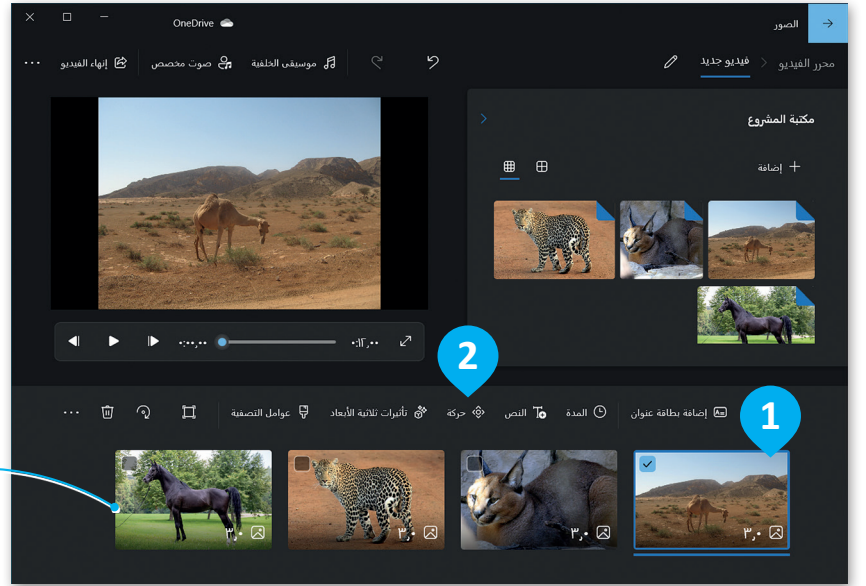 الصور
OneDrive
محرر الفيديو
فيديو جديد
موسيقى الخلفية
صوت مخصص
إنهاء الفيديو
مكتبة المشروع
إضافة
٠:٠٠,٠٠
٠:١٢,٠٠
2
1
إضافة بطاقة عنوان
المدة
النص
حركة
تأثيرات ثلاثية الأبعاد
عوامل التصفية
٣,٠
٣,٠
٣,٠
٣,٠